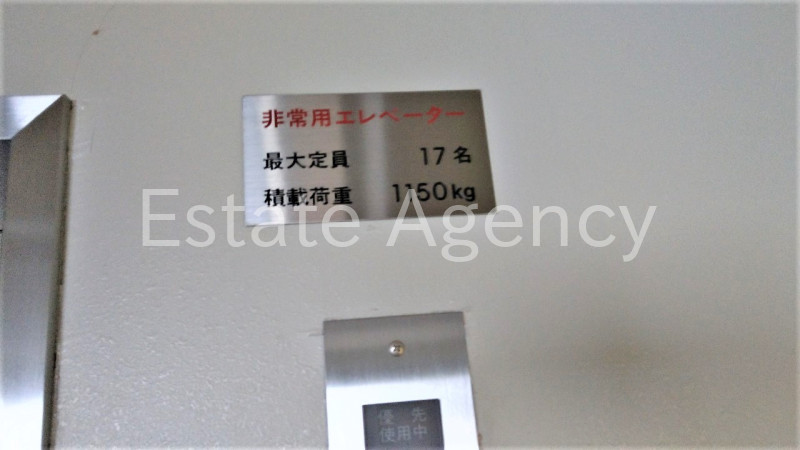 非常用エレベーター
最大定員 17名
積載荷重 1150kg
Estate Agency
優先
使用中